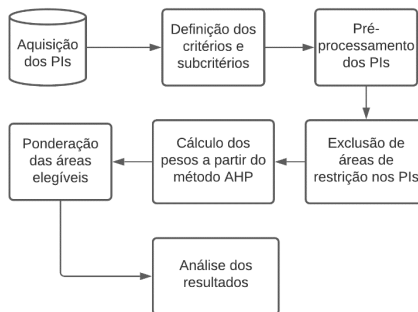 Aquisição
dos PIs
Definição dos
critérios e
subcritérios
Pré-
processamento
dos PIs
Exclusão de
áreas de
restrição nos PIs
Cálculo dos
pesos a partir do
método AHP
Ponderação
das áreas
elegíveis
Análise dos
resultados